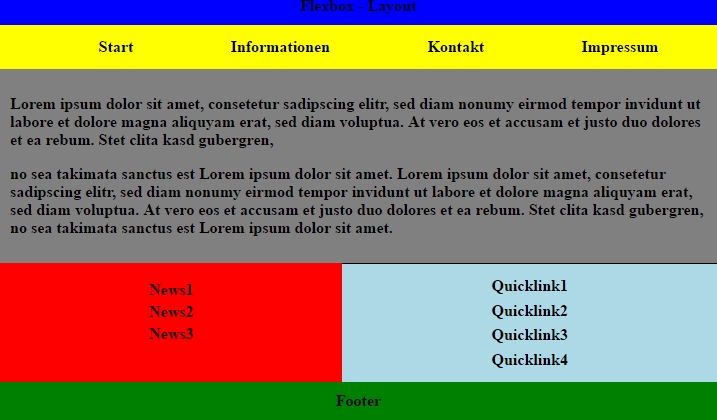 Flexbox - Layout
Start Informationen Kontakt Impressum
Lorem ipsum dolor sit amet, consetetur sadipscing elitr, sed diam nonumy eirmod tempor invidunt ut
labore et dolore magna aliquyam erat, sed diam voluptua. At vero eos et accusam et justo duo dolores
et ea rebum. Stet clita kasd gubergren,
no sea takimata sanctus est Lorem ipsum dolor sit amet. Lorem ipsum dolor sit amet, consetetur
sadipscing elitr, sed diam nonumy eirmod tempor invidunt ut labore et dolore magna aliquyam erat,
sed diam voluptua. At vero eos et accusam et justo duo dolores et ea rebum. Stet clita kasd gubergren,
no sea takimata sanctus est Lorem ipsum dolor sit amet.
News1
News2
News3
Quicklink1
Quicklink2
Quicklink3
Quicklink4
Footer